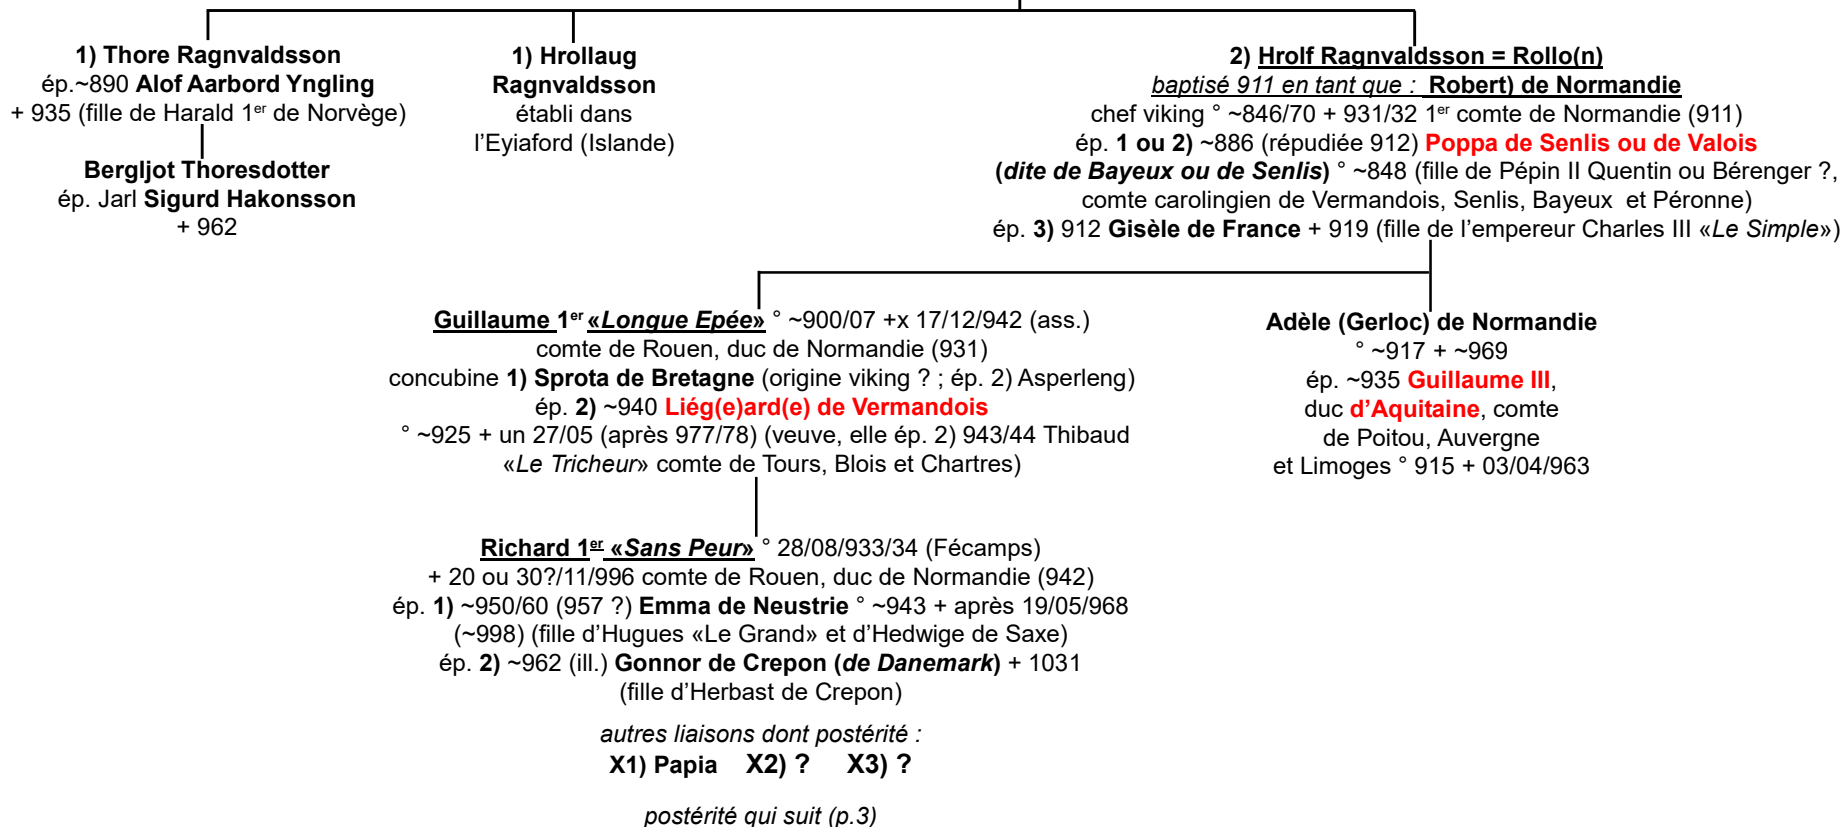 1) Thore Ragnvaldsson
ép.~890 Alof Aarbord Yngling
+ 935 (fille de Harald 1er de Norvège)
Bergljot Thoresdotter
ép. Jarl Sigurd Hakonsson
+ 962
1) Hrollaug
Ragnvaldsson
établi dans
l'Eyiaford (Islande)
2) Hrolf Ragnvaldsson = Rollo(n)
baptisé 911 en tant que : Robert) de Normandie
chef viking ° ~846/70 + 931/32 1er comte de Normandie (911)
ép. 1 ou 2) ~886 (répudiée 912) Poppa de Senlis ou de Valois
(dite de Bayeux ou de Senlis) ° ~848 (fille de Pépin II Quentin ou Bérenger ?,
comte carolingien de Vermandois, Senlis, Bayeux et Péronne)
ép. 3) 912 Gisèle de France + 919 (fille de l'empereur Charles III «Le Simple»)
Guillaume 1er «Longue Epée» ° ~900/07 +x 17/12/942 (ass.)
comte de Rouen, duc de Normandie (931)
concubine 1) Sprota de Bretagne (origine viking ? ; ép. 2) Asperleng)
ép. 2) ~940 Liég(e)ard(e) de Vermandois
° ~925 + un 27/05 (après 977/78) (veuve, elle ép. 2) 943/44 Thibaud
«Le Tricheur» comte de Tours, Blois et Chartres)
Adèle (Gerloc) de Normandie
° ~917 + ~969
ép. ~935 Guillaume III,
duc d'Aquitaine, comte
de Poitou, Auvergne
et Limoges ° 915 + 03/04/963
Richard 1er «Sans Peur» ° 28/08/933/34 (Fécamps)
+ 20 ou 30?/11/996 comte de Rouen, duc de Normandie (942)
ép. 1) ~950/60 (957 ?) Emma de Neustrie ° ~943 + après 19/05/968
(~998) (fille d'Hugues «Le Grand» et d'Hedwige de Saxe)
ép. 2) ~962 (ill.) Gonnor de Crepon (de Danemark) + 1031
(fille d'Herbast de Crepon)
autres liaisons dont postérité :
X1) Papia X2) ? X3) ?
postérité qui suit (p.3)